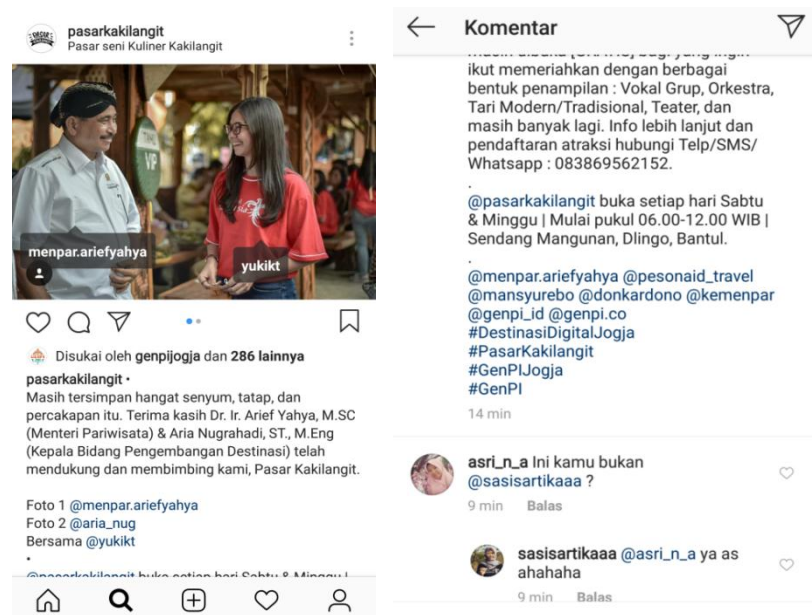 pasarkakilangit
Pasar seni Kuliner Kakilangit
VIP
menpar.ariefyahya
yukikt
Disukai oleh genpijogja dan 286 lainnya
pasarkakilangit •
Masih tersimpan hangat senyum, tatap, dan
percakapan itu. Terima kasih Dr. Ir. Arief Yahya, M.SC
(Menteri Pariwisata) & Aria Nugrahadi, ST., M.Eng
(Kepala Bidang Pengembangan Destinasi) telah
mendukung dan membimbing kami, Pasar Kakilangit.
Foto 1 @menpar.ariefyahya
Foto 2 @aria_nug
Bersama @yukikt
•
@pasarkakilangit buka setiap hari Sabtu & Minggu |
Komentar
ikut memeriahkan dengan berbagai
bentuk penampilan : Vokal Grup, Orkestra,
Tari Modern/Tradisional, Teater, dan
masih banyak lagi. Info lebih lanjut dan
pendaftaran atraksi hubungi Telp/SMS/
Whatsapp : 083869562152.
.
@pasarkakilangit buka setiap hari Sabtu
& Minggu | Mulai pukul 06.00-12.00 WIB |
Sendang Mangunan, Dlingo, Bantul.
.
@menpar.ariefyahya @pesonaid_travel
@mansyurebo @donkardono @kemenpar
@genpi_id @genpi.co
#DestinasiDigitalJogja
#PasarKakilangit
#GenPIJogja
#GenPI
14 min
asri_n_a Ini kamu bukan
@sasisartikaaa ?
9 min Balas
sasisartikaaa @asri_n_a ya as
ahahaha
9 min Balas